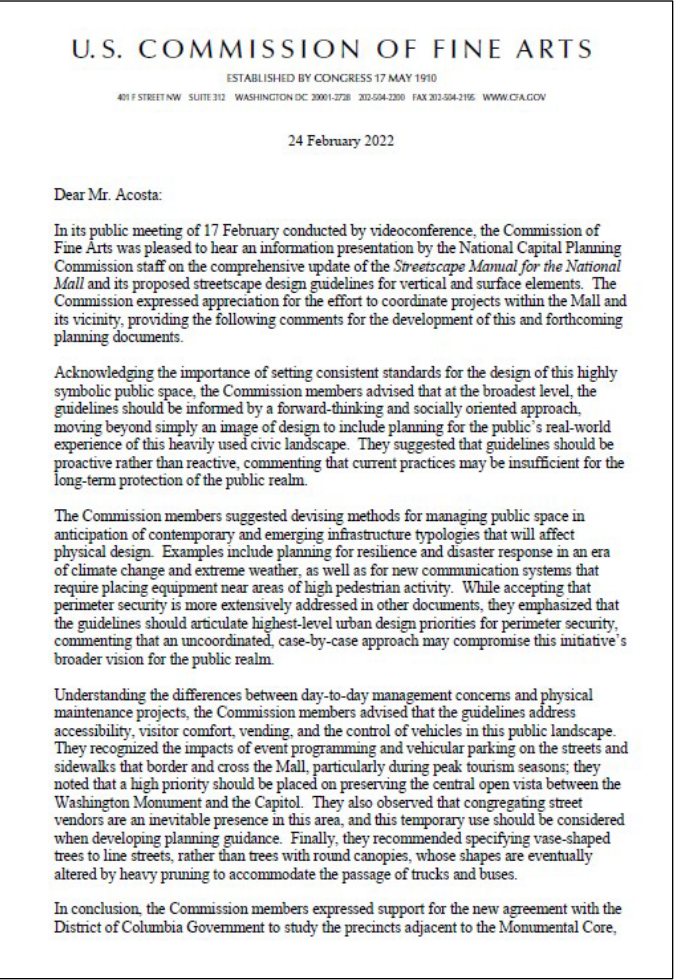 U.S. COMMISSION OF FINE ARTS
ESTABLISHED BY CONGRESS 17 MAY 1910
401 F STREET NW SUITE 312 WASHINGTON DC 20001-2728 202-504-2200 FAX 202-504-2195 WWW.CFA.GOV
24 February 2022
Dear Mr. Acosta:
In its public meeting of 17 February conducted by videoconference, the Commission of
Fine Arts was pleased to hear an information presentation by the National Capital Planning
Commission staff on the comprehensive update of the Streetscape Manual for the National
Mall and its proposed streetscape design guidelines for vertical and surface elements. The
Commission expressed appreciation for the effort to coordinate projects within the Mall and
its vicinity, providing the following comments for the development of this and forthcoming
planning documents.
Acknowledging the importance of setting consistent standards for the design of this highly
symbolic public space, the Commission members advised that at the broadest level, the
guidelines should be informed by a forward-thinking and socially oriented approach,
moving beyond simply an image of design to include planning for the public's real-world
experience of this heavily used civic landscape. They suggested that guidelines should be
proactive rather than reactive, commenting that current practices may be insufficient for the
long-term protection of the public realm.
The Commission members suggested devising methods for managing public space in
anticipation of contemporary and emerging infrastructure typologies that will affect
physical design. Examples include planning for resilience and disaster response in an era
of climate change and extreme weather, as well as for new communication systems that
require placing equipment near areas of high pedestrian activity. While accepting that
perimeter security is more extensively addressed in other documents, they emphasized that
the guidelines should articulate highest-level urban design priorities for perimeter security,
commenting that an uncoordinated, case-by-case approach may compromise this initiative's
broader vision for the public realm.
Understanding the differences between day-to-day management concerns and physical
maintenance projects, the Commission members advised that the guidelines address
accessibility, visitor comfort, vending, and the control of vehicles in this public landscape.
They recognized the impacts of event programming and vehicular parking on the streets and
sidewalks that border and cross the Mall, particularly during peak tourism seasons; they
noted that a high priority should be placed on preserving the central open vista between the
Washington Monument and the Capitol. They also observed that congregating street
vendors are an inevitable presence in this area, and this temporary use should be considered
when developing planning guidance. Finally, they recommended specifying vase-shaped
trees to line streets, rather than trees with round canopies, whose shapes are eventually
altered by heavy pruning to accommodate the passage of trucks and buses.
In conclusion, the Commission members expressed support for the new agreement with the
District of Columbia Government to study the precincts adjacent to the Monumental Core,